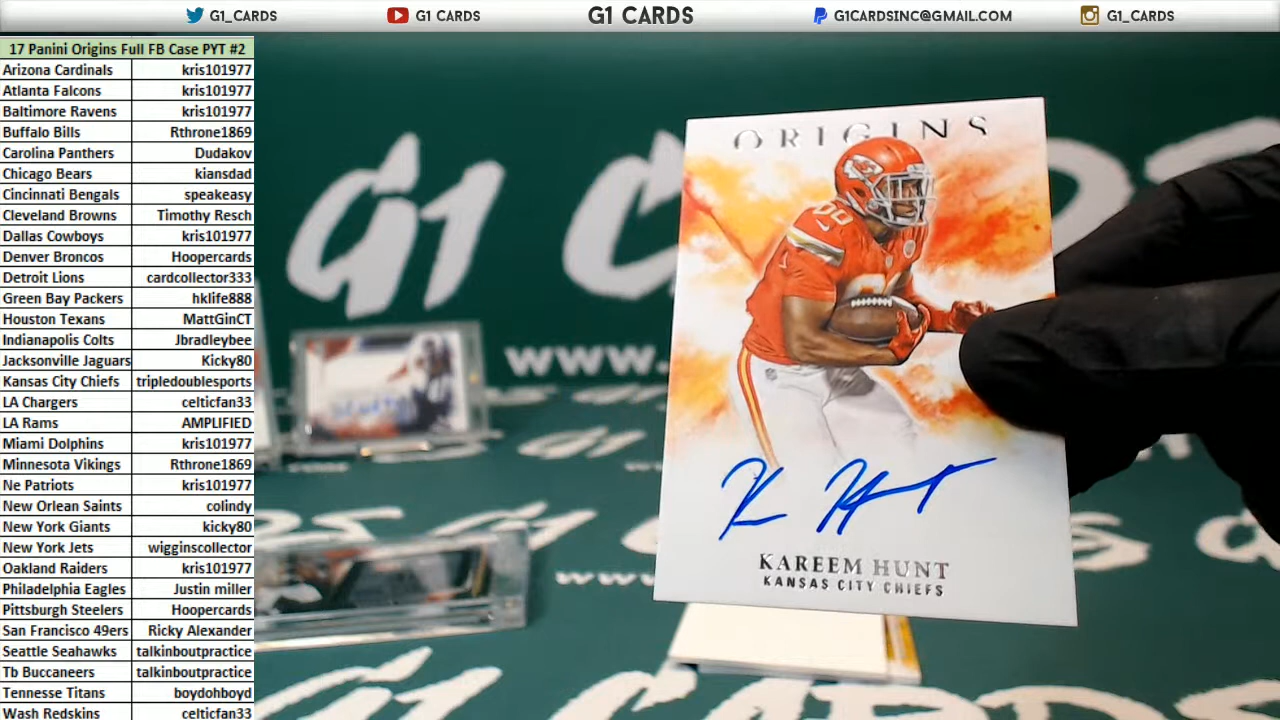 G1_CARDS
G1 CARDS
G1 CARDS
G1CARDSINC@GMAIL.COM
G1_CARDS
17 Panini Origins Full FB Case PYT #2
Arizona Cardinals kris101977
Atlanta Falcons kris101977
Baltimore Ravens kris101977
Buffalo Bills Rthrone1869
Carolina Panthers Dudakov
Chicago Bears kiansdad
Cincinnati Bengals speakeasy
Cleveland Browns Timothy Resch
Dallas Cowboys kris101977
Denver Broncos Hoopercards
Detroit Lions cardcollector333
Green Bay Packers hklife888
Houston Texans MattGinCT
Indianapolis Colts Jbradleybee
Jacksonville Jaguars Kicky80
Kansas City Chiefs tripledoublesports
LA Chargers celticfan33
LA Rams AMPLIFIED
Miami Dolphins kris101977
Minnesota Vikings Rthrone1869
Ne Patriots kris101977
New Orlean Saints colindy
New York Giants kicky80
New York Jets wigginscollector
Oakland Raiders kris101977
Philadelphia Eagles Justin miller
Pittsburgh Steelers Hoopercards
San Francisco 49ers Ricky Alexander
Seattle Seahawks talkinboutpractice
Tb Buccaneers talkinboutpractice
Tennesse Titans boydohboyd
Wash Redskins celticfan33
G1 C
www.
ORIGINS
K Hunt
KAREEM HUNT
KANSAS CITY CHIEFS
G1 CARDS